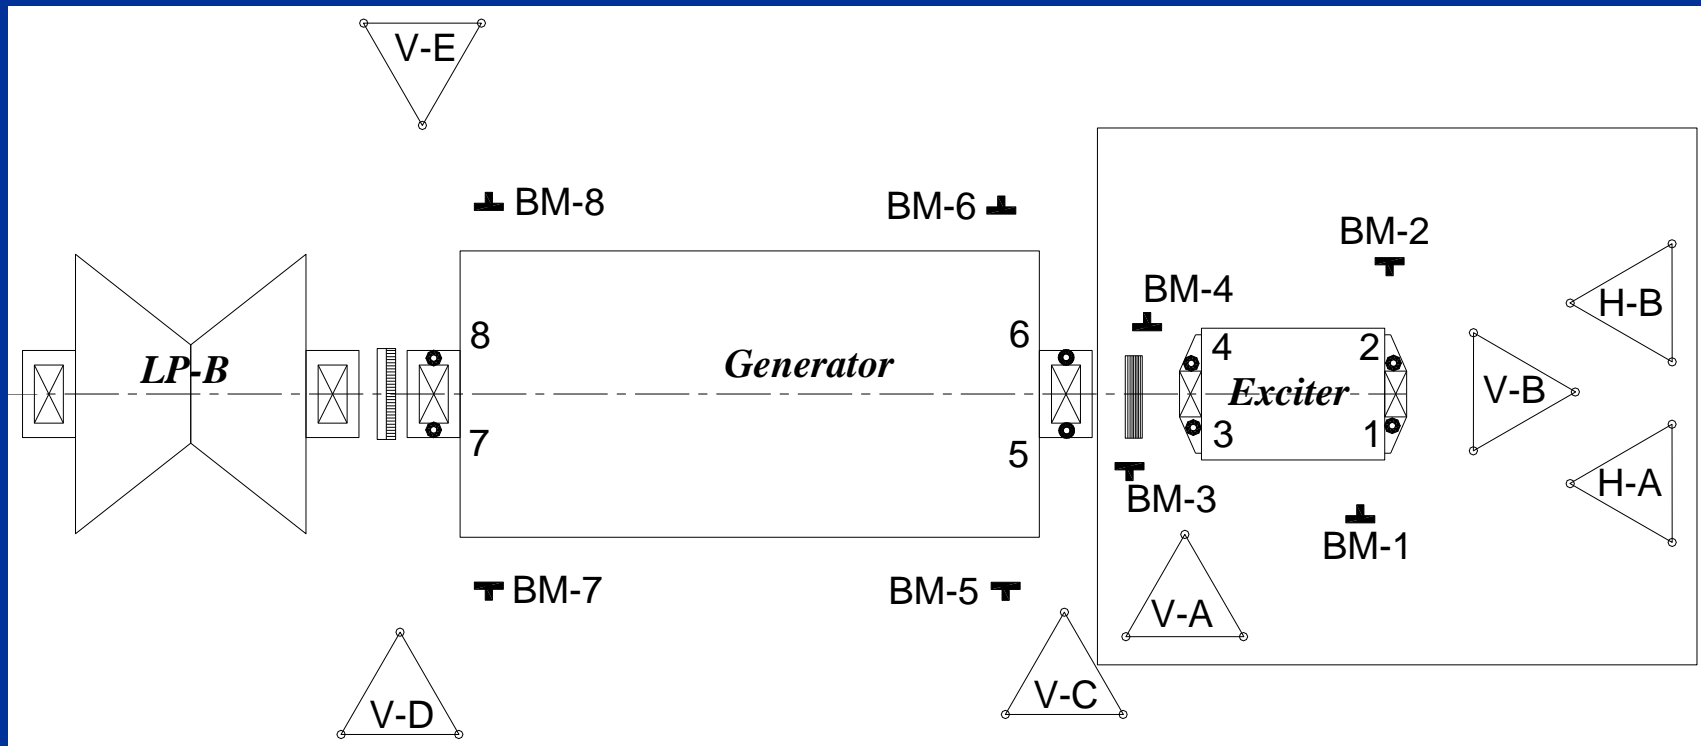 V-E
BM-8
BM-6
BM-2
BM-4
H-B
8
6
4
2
LP-B
Generator
Exciter
V-B
7
5
3
1
H-A
BM-3
BM-1
BM-7
BM-5
V-A
V-D
V-C